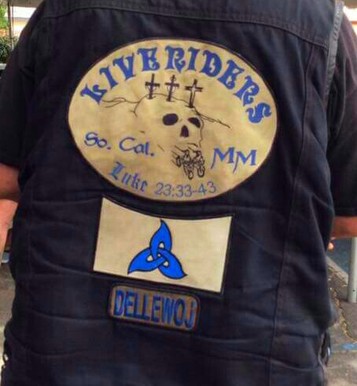 LIVERIDERS
So. Cal. MM
Luke 23:33-43
DELLEWOJ